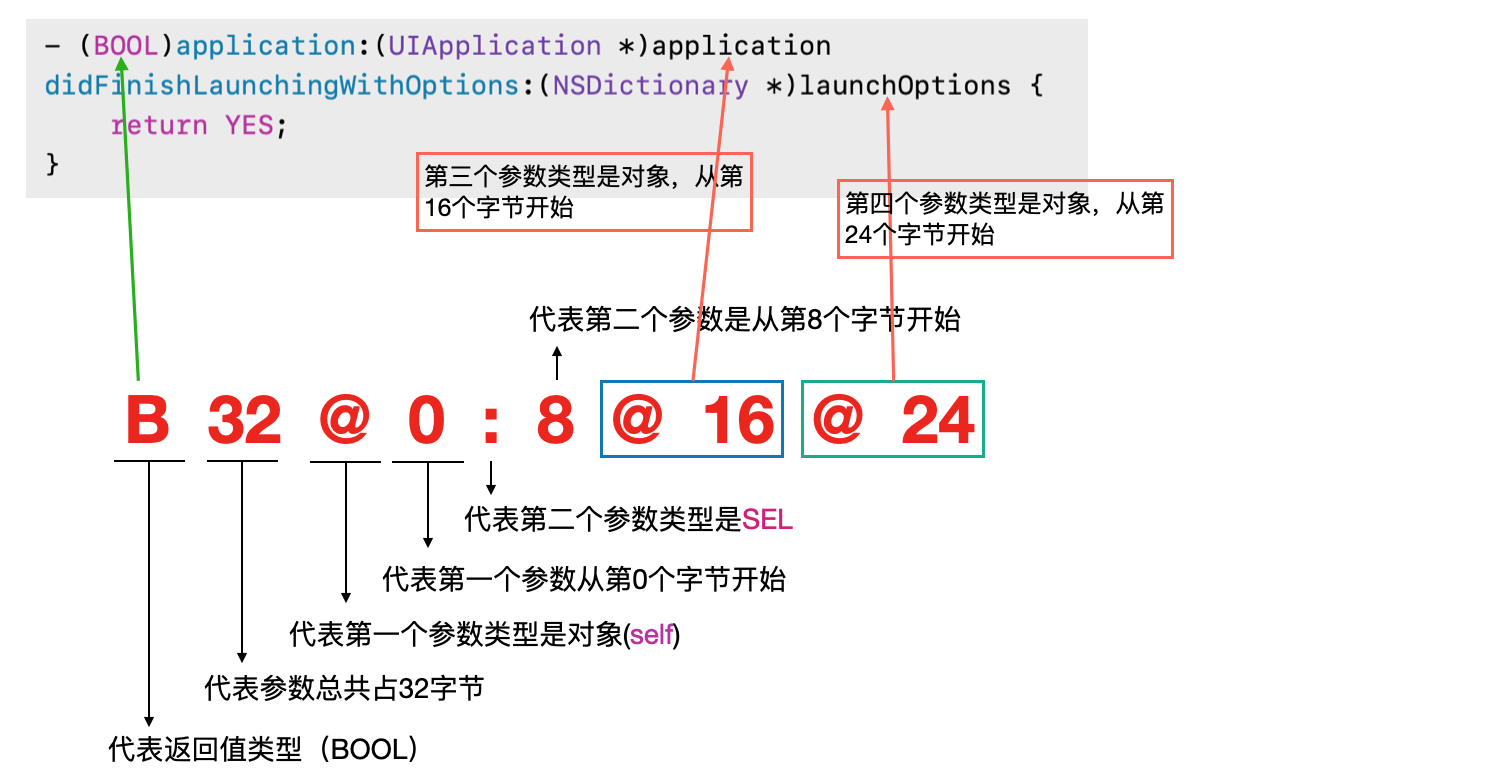 - (BOOL)application:(UIApplication *)application
didFinishLaunchingWithOptions:(NSDictionary *)launchOptions {
return YES;
}
第三个参数类型是对象，从第
16个字节开始
第四个参数类型是对象，从第
24个字节开始
代表第二个参数是从第8个字节开始
B 32 @ 0 : 8 @ 16 @ 24
代表第二个参数类型是SEL
代表第一个参数从第0个字节开始
代表第一个参数类型是对象(self)
代表参数总共占32字节
代表返回值类型（BOOL）